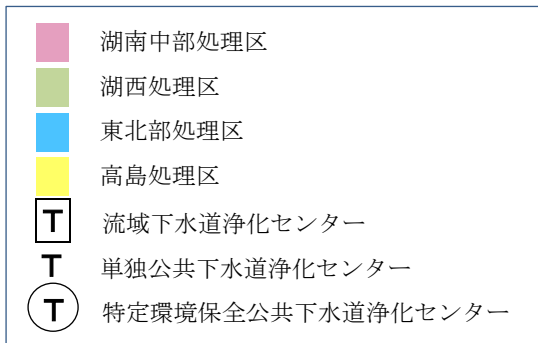 湖南中部処理区
湖西処理区
東北部処理区
高島処理区
T 流域下水道浄化センター
T 単独公共下水道浄化センター
T 特定環境保全公共下水道浄化センター